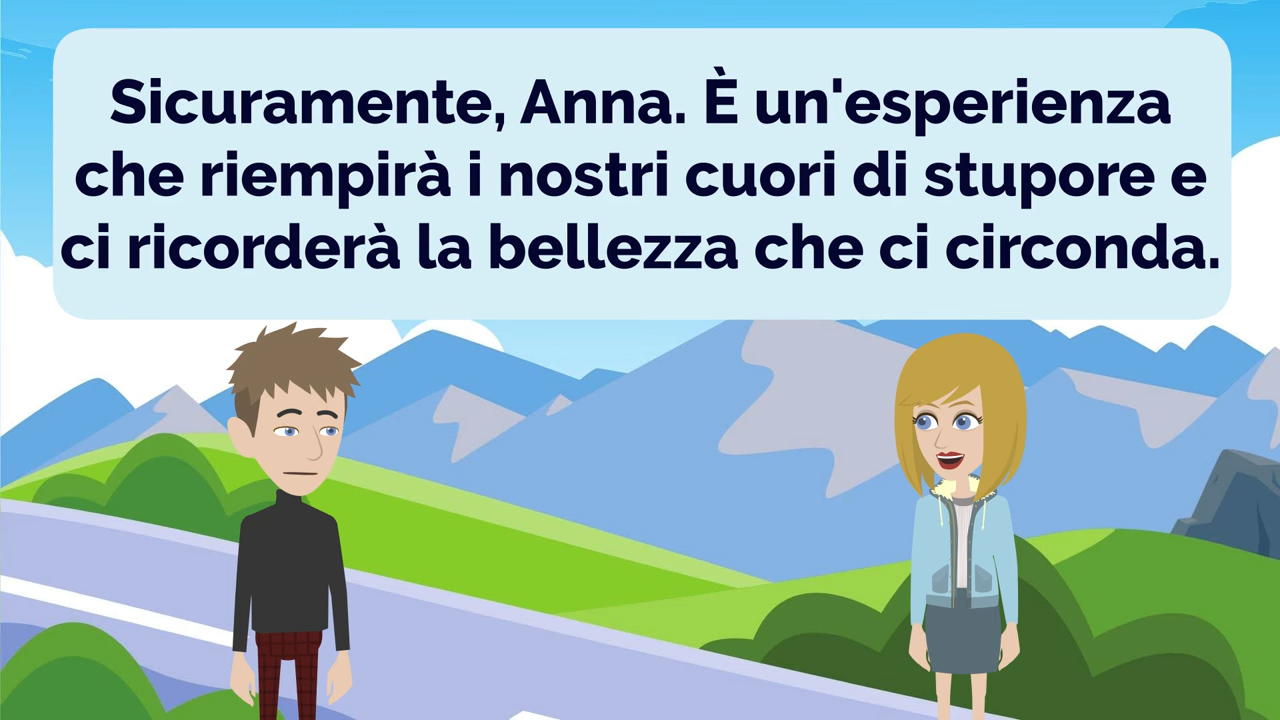 Sicuramente, Anna. È un'esperienza
che riempirà i nostri cuori di stupore e
ci ricorderà la bellezza che ci circonda.